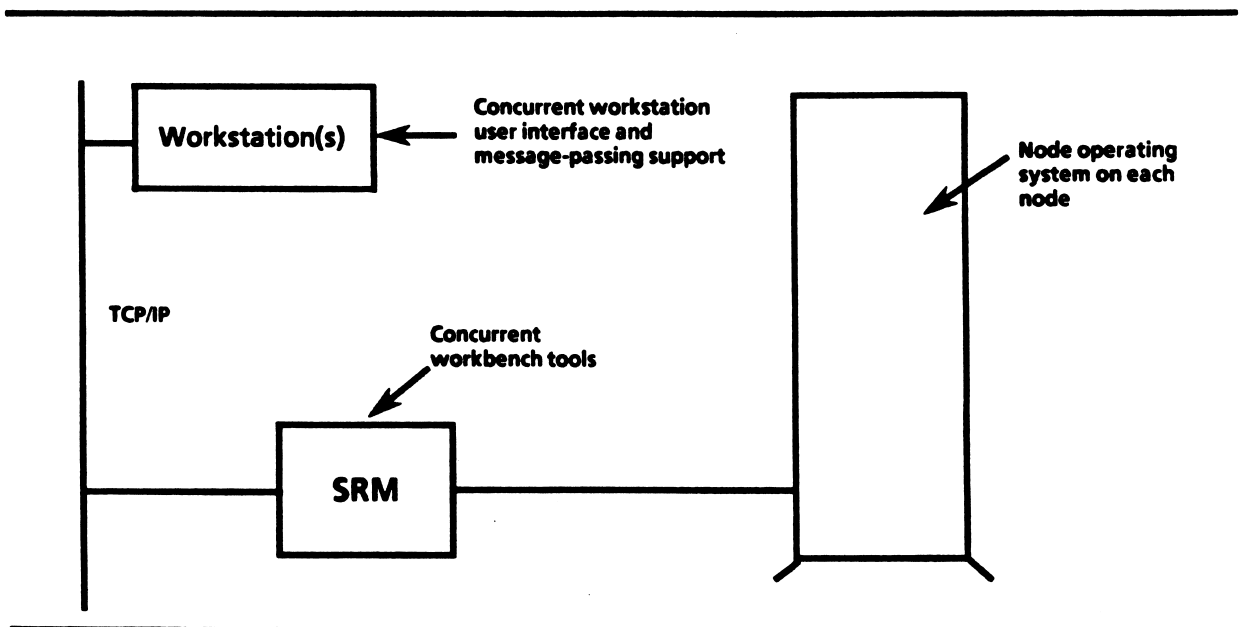 Workstation(s)
Concurrent workstation
user interface and
message-passing support
Node operating
system on each
node
TCP/IP
Concurrent
workbench tools
SRM